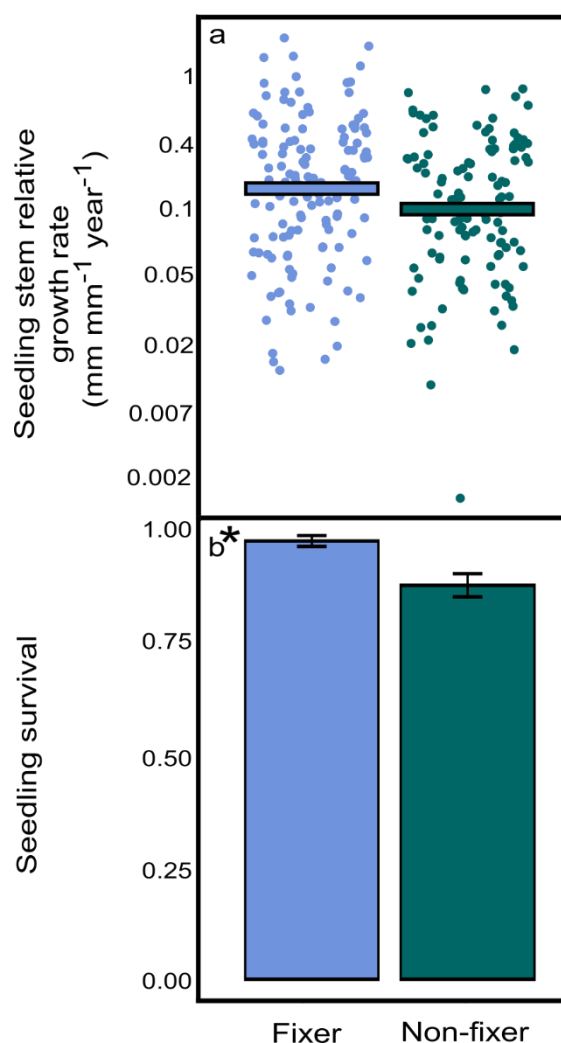 a
1
0.4
0.1
0.05
0.02
0.007
0.002
Seedling stem relative
growth rate
(mm mm⁻¹ year⁻¹)
b*
1.00
0.75
0.50
0.25
0.00
Seedling survival
Fixer Non-fixer